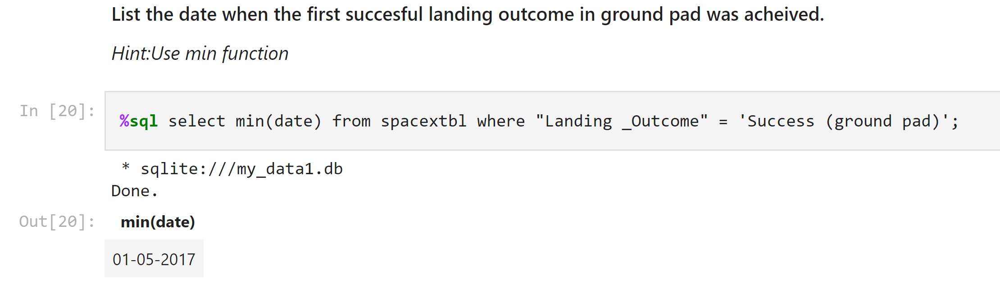 List the date when the first succesful landing outcome in ground pad was acheived.
Hint:Use min function
In [20]:
%sql select min(date) from spacextbl where "Landing _Outcome" = 'Success (ground pad)';
* sqlite:///my_data1.db
Done.
Out[20]:
min(date)
01-05-2017